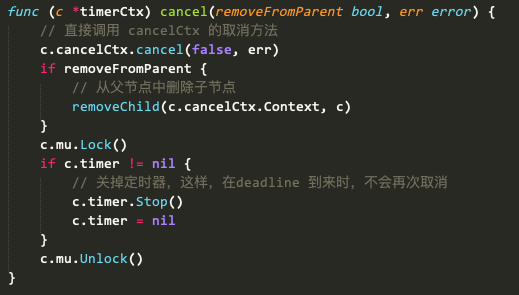 func (c *timerCtx) cancel(removeFromParent bool, err error) {
    // 直接调用 cancelCtx 的取消方法
    c.cancelCtx.cancel(false, err)
    if removeFromParent {
        // 从父节点中删除子节点
        removeChild(c.cancelCtx.Context, c)
    }
    c.mu.Lock()
    if c.timer != nil {
        // 关掉定时器，这样，在deadline 到来时，不会再次取消
        c.timer.Stop()
        c.timer = nil
    }
    c.mu.Unlock()
}